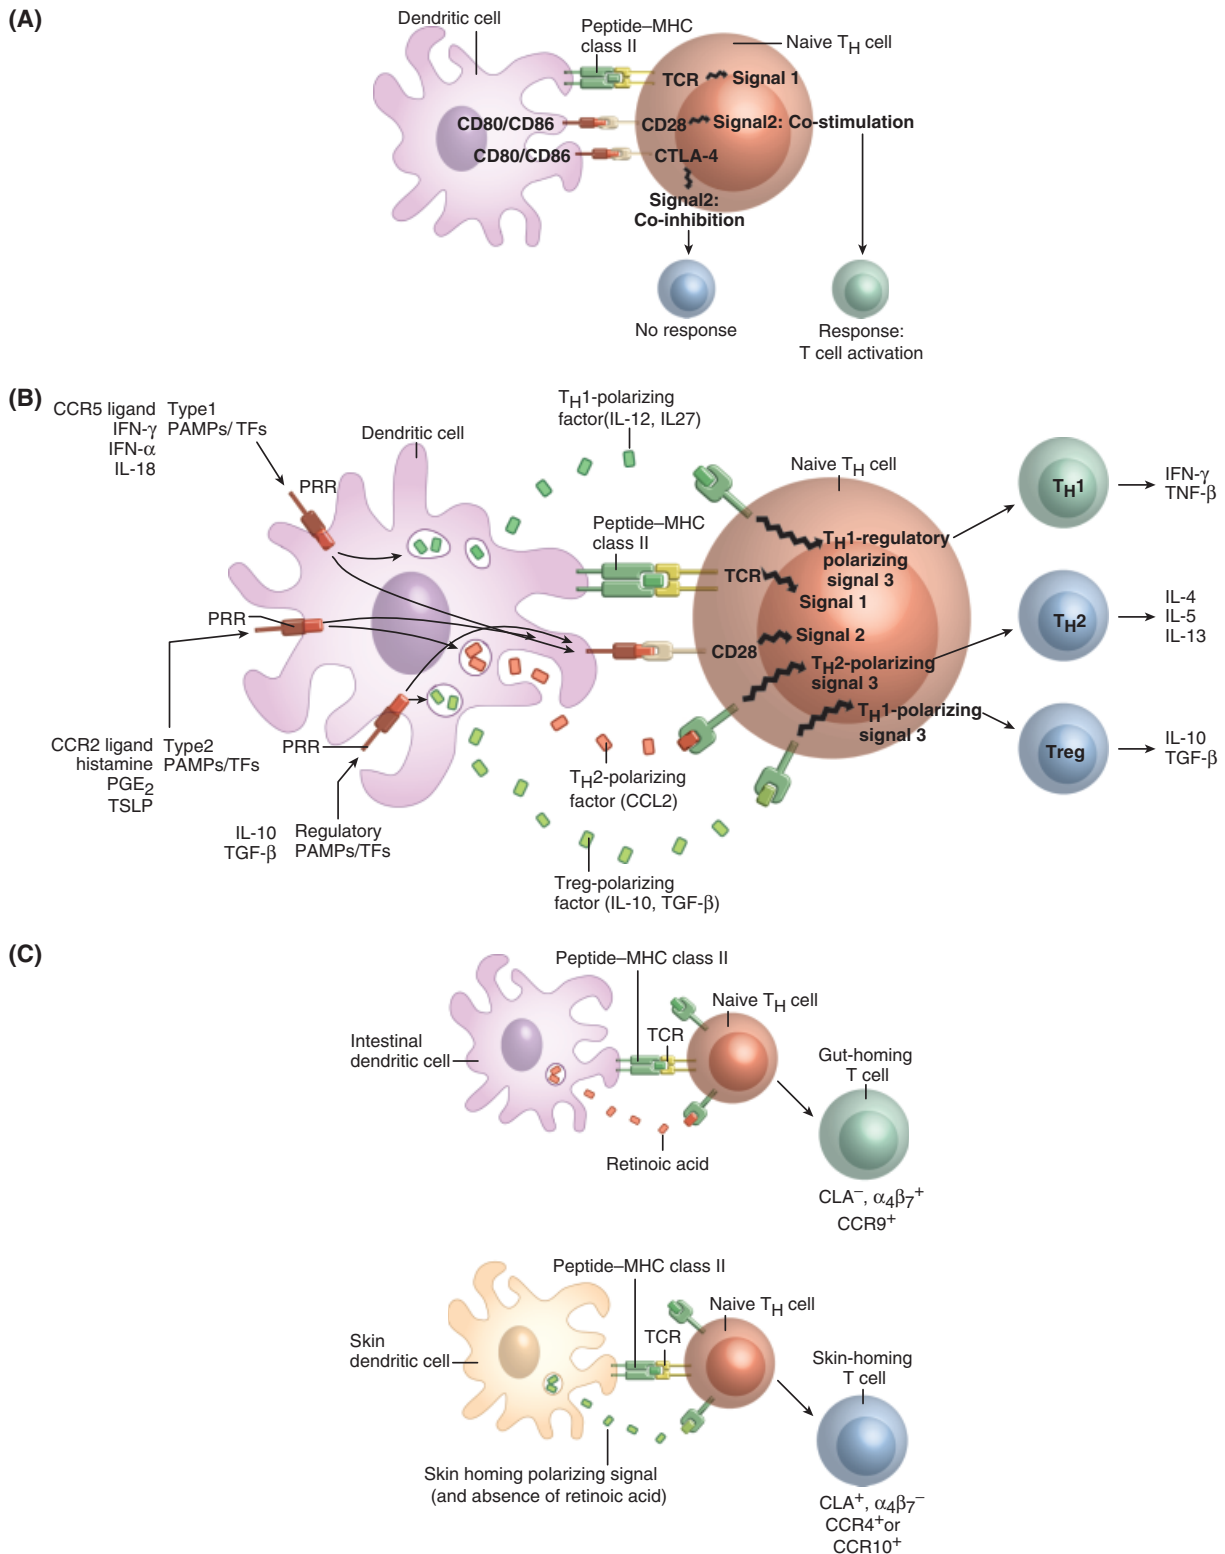 (A)
Dendritic cell
Peptide–MHC
class II
Naive TH cell
TCR
Signal 1
CD80/CD86
CD28
Signal2: Co-stimulation
CD80/CD86
CTLA-4
Signal2:
Co-inhibition
No response
Response:
T cell activation
(B)
CCR5 ligand
IFN-γ
IFN-α
IL-18
Type1
PAMPs/ TFs
PRR
Dendritic cell
TH1-polarizing
factor(IL-12, IL27)
Naive TH cell
Peptide–MHC
class II
TCR
TH1-regulatory
polarizing
signal 3
Signal 1
TH1
IFN-γ
TNF-β
PRR
CD28
Signal 2
TH2-polarizing
signal 3
TH2
IL-4
IL-5
IL-13
TH1-polarizing
signal 3
Treg
IL-10
TGF-β
CCR2 ligand
histamine
PGE2
TSLP
Type2
PAMPs/TFs
PRR
IL-10
TGF-β
Regulatory
PAMPs/TFs
TH2-polarizing
factor (CCL2)
Treg-polarizing
factor (IL-10, TGF-β)
(C)
Peptide–MHC class II
Naive TH cell
TCR
Intestinal
dendritic cell
Gut-homing
T cell
Retinoic acid
CLA−, α4β7+
CCR9+
Peptide–MHC class II
Naive TH cell
TCR
Skin
dendritic cell
Skin-homing
T cell
Skin homing polarizing signal
(and absence of retinoic acid)
CLA+, α4β7−
CCR4+or
CCR10+